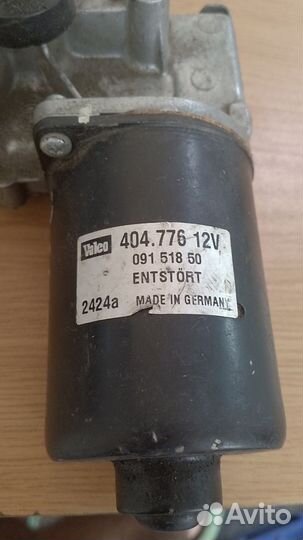 Valeo 404.776 12V
091 518 50
ENTSTÖRT
2424a MADE IN GERMANY
Avito